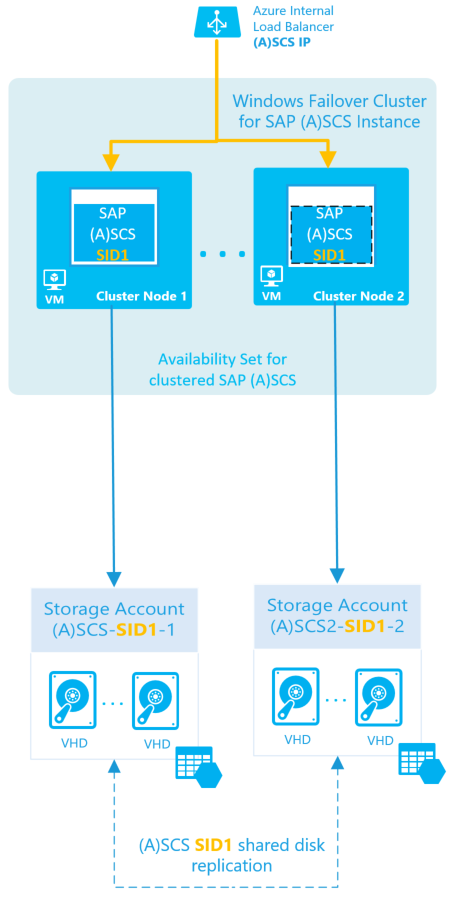 Azure Internal
Load Balancer
(A)SCS IP
Windows Failover Cluster
for SAP (A)SCS Instance
SAP
(A)SCS
SID1
VM
Cluster Node 1
SAP
(A)SCS
SID1
VM
Cluster Node 2
Availability Set for
clustered SAP (A)SCS
Storage Account
(A)SCS-SID1-1
VHD
VHD
Storage Account
(A)SCS2-SID1-2
VHD
VHD
(A)SCS SID1 shared disk
replication